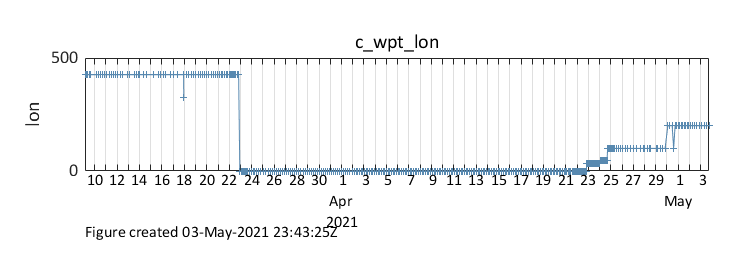 c_wpt_lon
500
lon
0
10 12 14 16 18 20 22 24 26 28 30 1 3 5 7 9 11 13 15 17 19 21 23 25 27 29 1 3
Apr May
2021
Figure created 03-May-2021 23:43:25Z